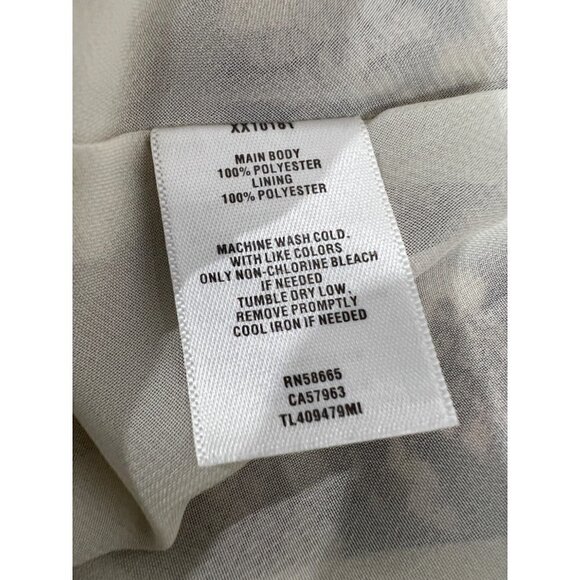 XX10181
MAIN BODY
100% POLYESTER
LINING
100% POLYESTER
MACHINE WASH COLD.
WITH LIKE COLORS
ONLY NON-CHLORINE BLEACH
IF NEEDED
TUMBLE DRY LOW.
REMOVE PROMPTLY
COOL IRON IF NEEDED
RN58665
CA57963
TL409479MI